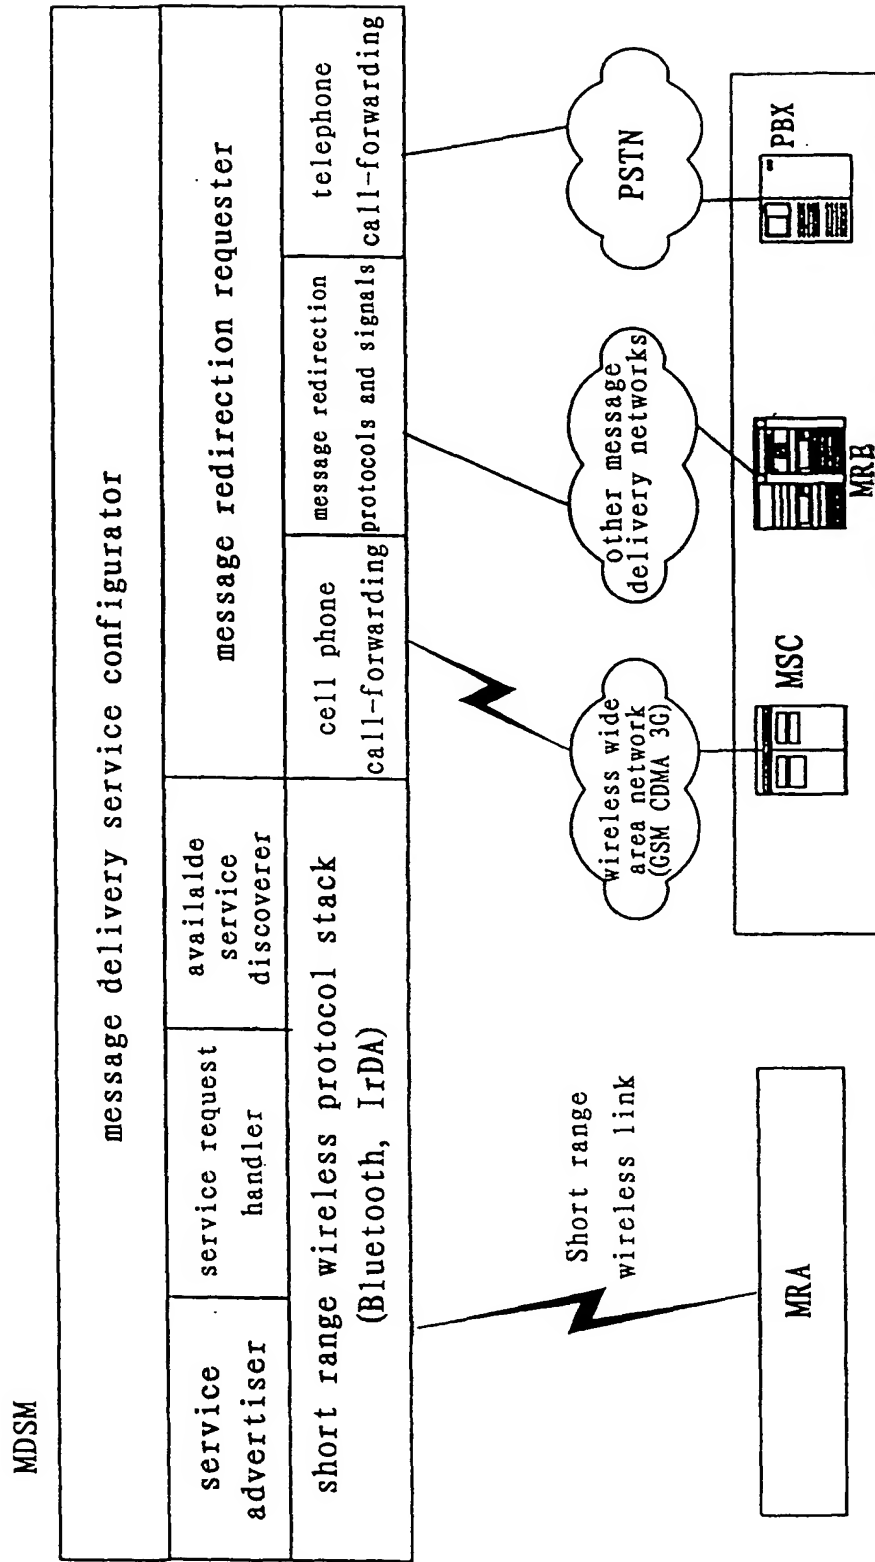 MDSM
message delivery service configurator
service
advertiser
service request
handler
availalde
service
discoverer
message redirection requester
short range wireless protocol stack
(Bluetooth, IrDA)
cell phone
call-forwarding
message redirection
protocols and signals
telephone
call-forwarding
Short range
wireless link
wireless wide
area network
(GSM CDMA 3G)
other message
delivery networks
PSTN
MRA
MSC
MRB
PBX